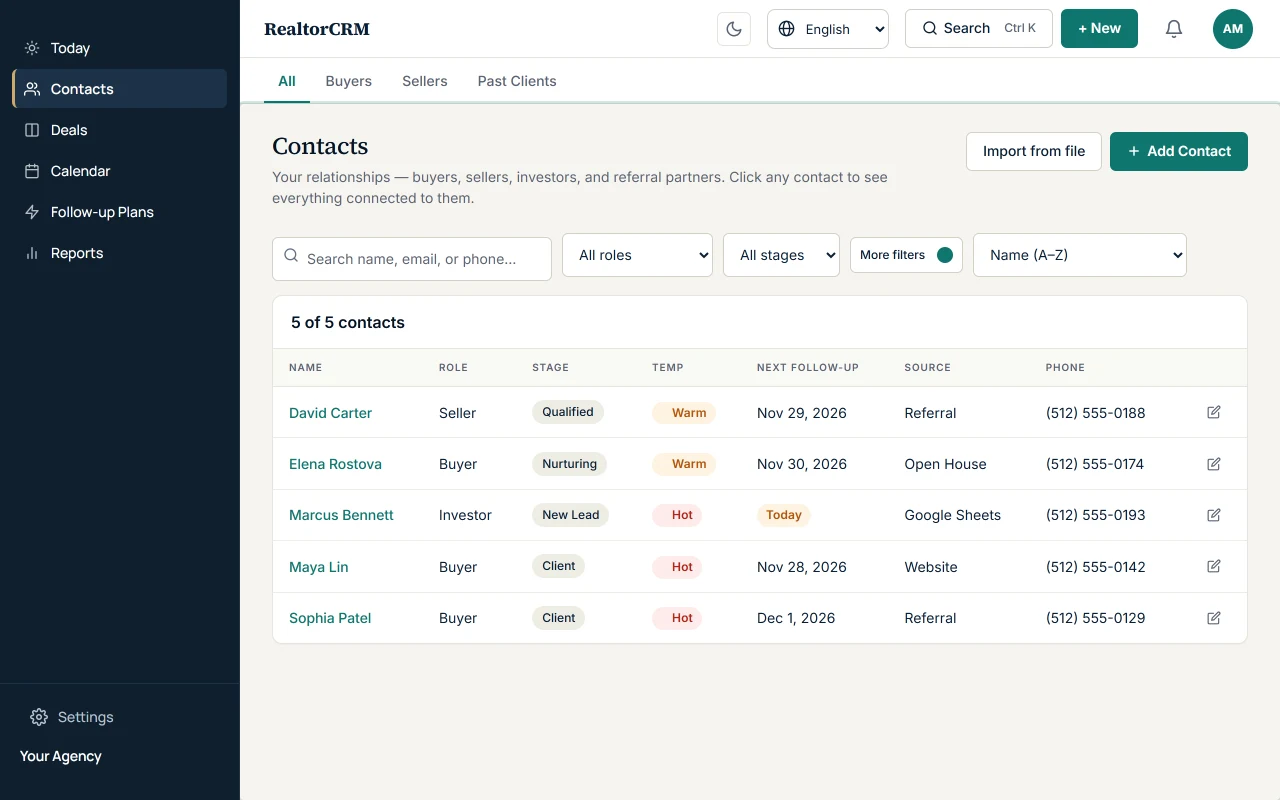 RealtorCRM
English
Search Ctrl K
+ New
AM
Today
Contacts
Deals
Calendar
Follow-up Plans
Reports
Settings
Your Agency
All Buyers Sellers Past Clients
Contacts
Your relationships — buyers, sellers, investors, and referral partners. Click any contact to see
everything connected to them.
Import from file
+ Add Contact
Search name, email, or phone...
All roles
All stages
More filters
Name (A–Z)
5 of 5 contacts
NAME ROLE STAGE TEMP NEXT FOLLOW-UP SOURCE PHONE
David Carter Seller Qualified Warm Nov 29, 2026 Referral (512) 555-0188
Elena Rostova Buyer Nurturing Warm Nov 30, 2026 Open House (512) 555-0174
Marcus Bennett Investor New Lead Hot Today Google Sheets (512) 555-0193
Maya Lin Buyer Client Hot Nov 28, 2026 Website (512) 555-0142
Sophia Patel Buyer Client Hot Dec 1, 2026 Referral (512) 555-0129